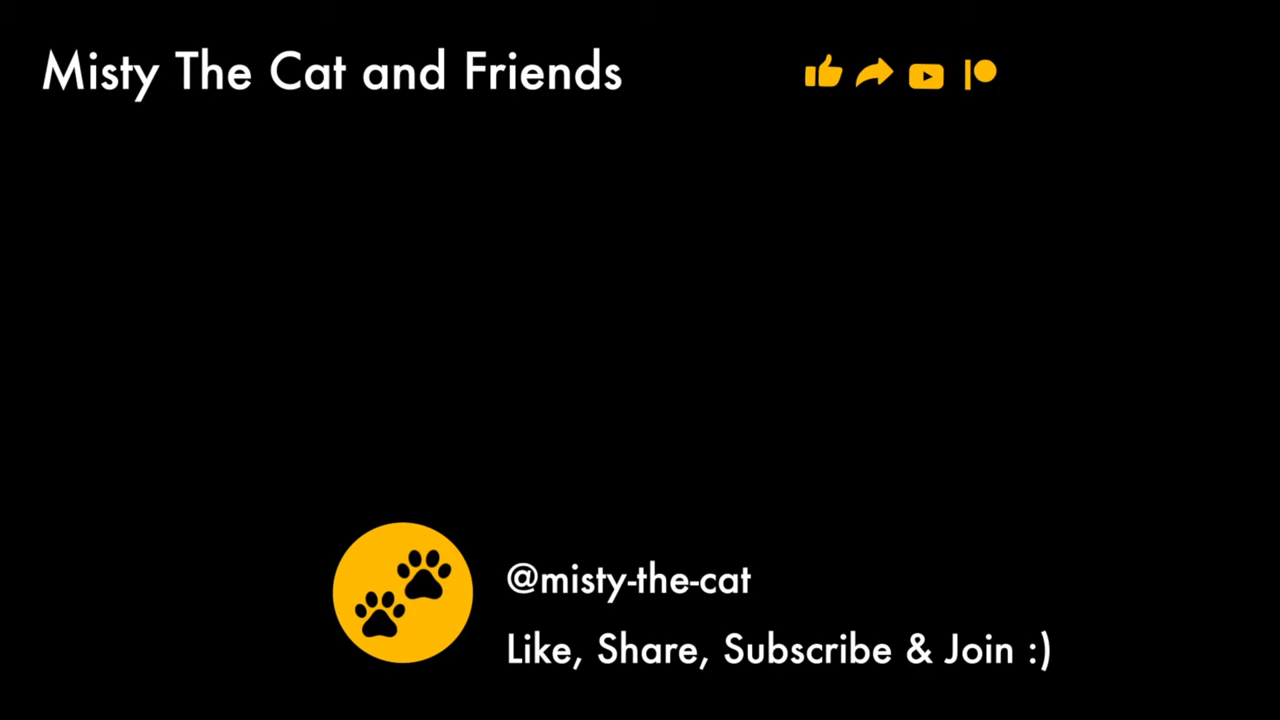 Misty The Cat and Friends
@misty-the-cat
Like, Share, Subscribe & Join :)